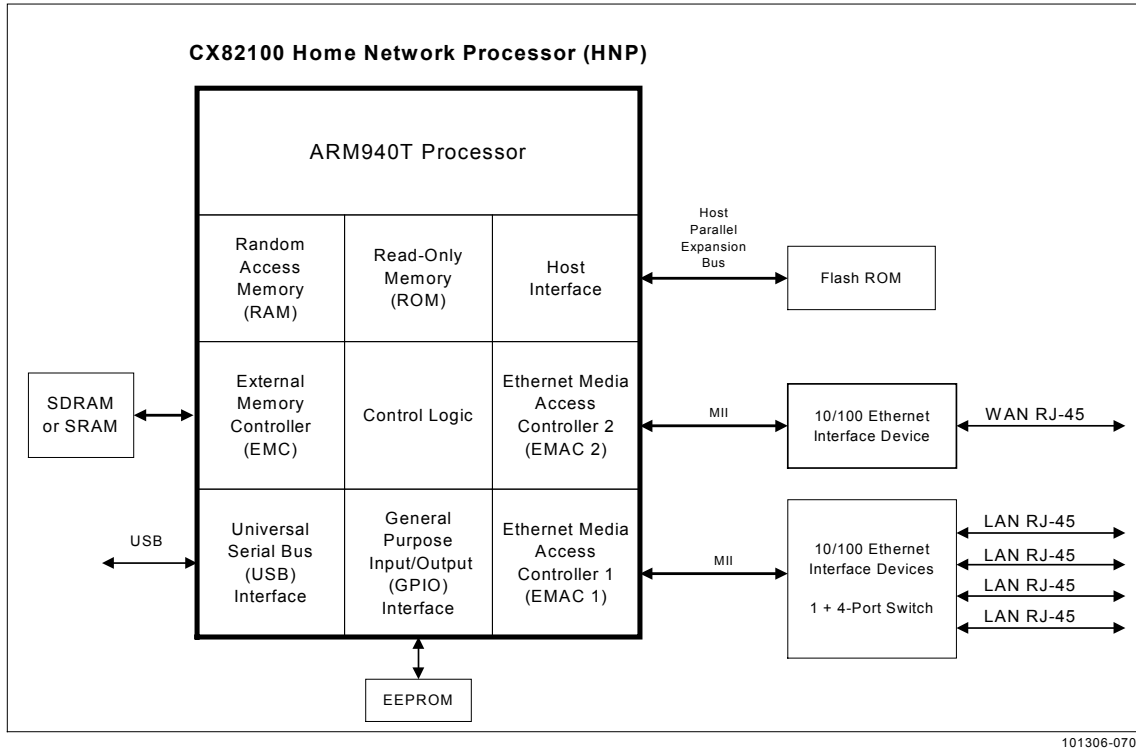 CX82100 Home Network Processor (HNP)
ARM940T Processor
Random
Access
Memory
(RAM)
Read-Only
Memory
(ROM)
Host
Interface
Host
Parallel
Expansion
Bus
Flash ROM
SDRAM
or SRAM
External
Memory
Controller
(EMC)
Control Logic
Ethernet Media
Access
Controller 2
(EMAC 2)
MII
10/100 Ethernet
Interface Device
WAN RJ-45
USB
Universal
Serial Bus
(USB)
Interface
General
Purpose
Input/Output
(GPIO)
Interface
Ethernet Media
Access
Controller 1
(EMAC 1)
MII
10/100 Ethernet
Interface Devices
1 + 4-Port Switch
LAN RJ-45
LAN RJ-45
LAN RJ-45
LAN RJ-45
EEPROM
101306-070